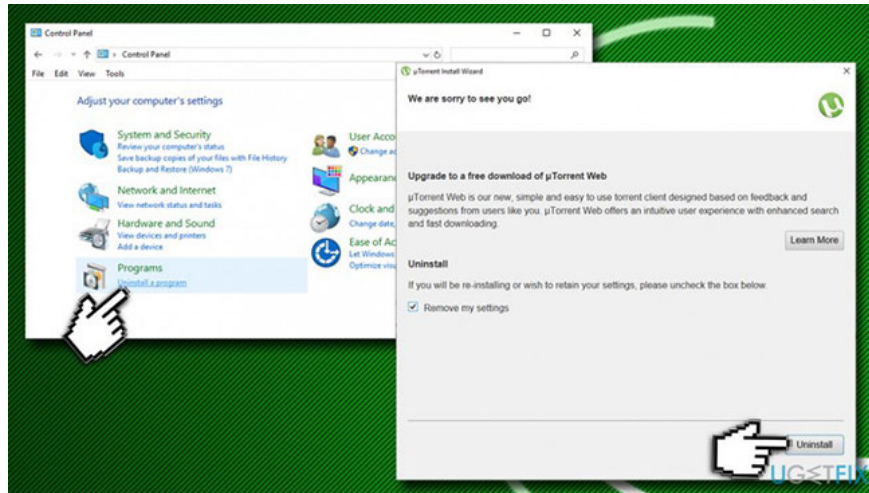 Control Panel
Control Panel
File Edit View Tools
Adjust your computer's settings
System and Security
Review your computer's status
Save backup copies of your files with File History
Backup and Restore (Windows 7)
Network and Internet
View network status and tasks
Hardware and Sound
View devices and printers
Add a device
Programs
Uninstall a program
User Acco
Change ac
Appearan
Clock and
Change date,
Ease of Ac
Let Windows
Optimize visu
µTorrent Install Wizard
We are sorry to see you go!
Upgrade to a free download of µTorrent Web
µTorrent Web is our new, simple and easy to use torrent client designed based on feedback and
suggestions from users like you. µTorrent Web offers an intuitive user experience with enhanced search
and fast downloading.
Learn More
Uninstall
If you will be re-installing or wish to retain your settings, please uncheck the box below.
Remove my settings
Uninstall
UGETFIX